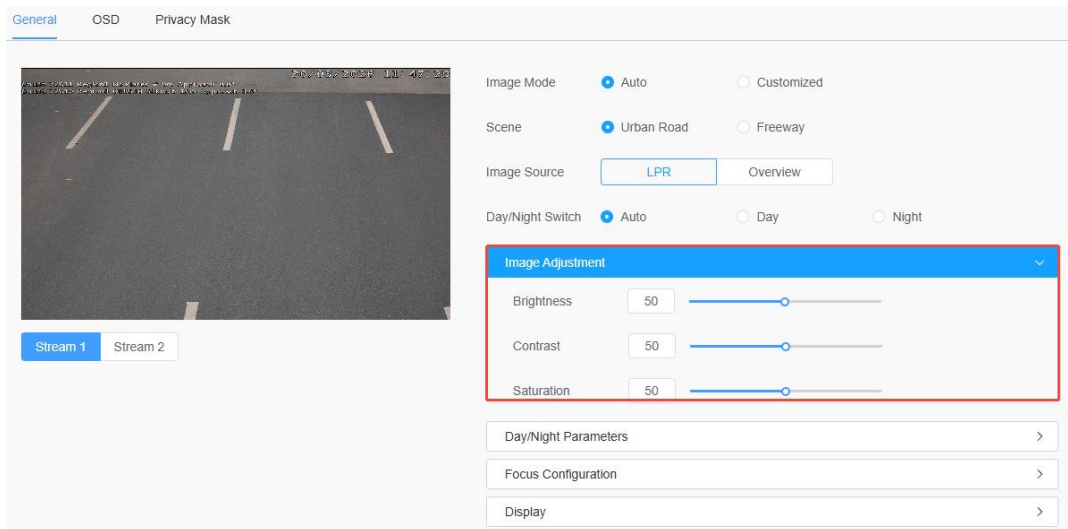 General OSD Privacy Mask
Image Mode Auto Customized
Scene Urban Road Freeway
Image Source LPR Overview
Day/Night Switch Auto Day Night
Image Adjustment
Brightness 50
Contrast 50
Saturation 50
Stream 1 Stream 2
Day/Night Parameters
Focus Configuration
Display